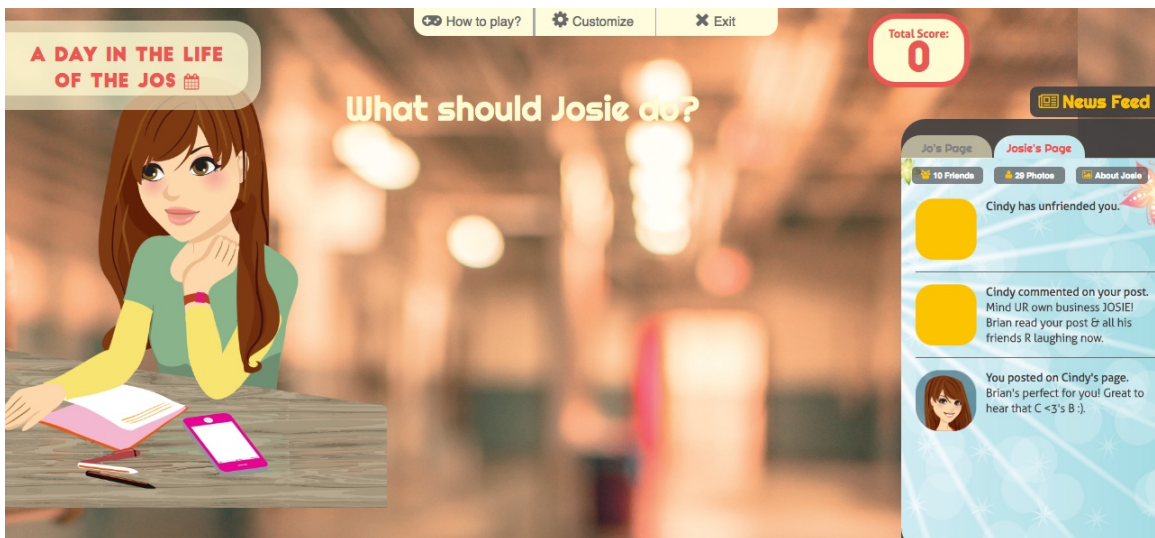 How to play?
Customize
Exit
A DAY IN THE LIFE
OF THE JOS
Total Score:
0
What should Josie do?
News Feed
Jo's Page
Josie's Page
10 Friends
29 Photos
About Josie
Cindy has unfriended you.
Cindy commented on your post.
Mind UR own business JOSIE!
Brian read your post & all his
friends R laughing now.
You posted on Cindy's page.
Brian's perfect for you! Great to
hear that C <3's B :).